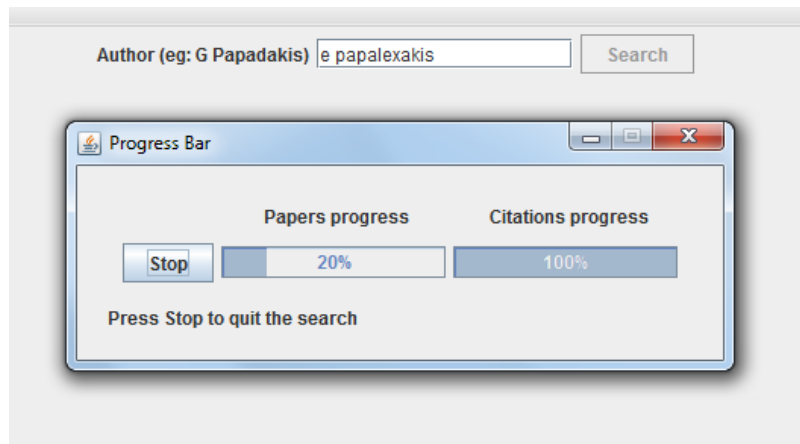 Author (eg: G Papadakis) e papalexakis Search
Progress Bar
Papers progress Citations progress
Stop 20% 100%
Press Stop to quit the search